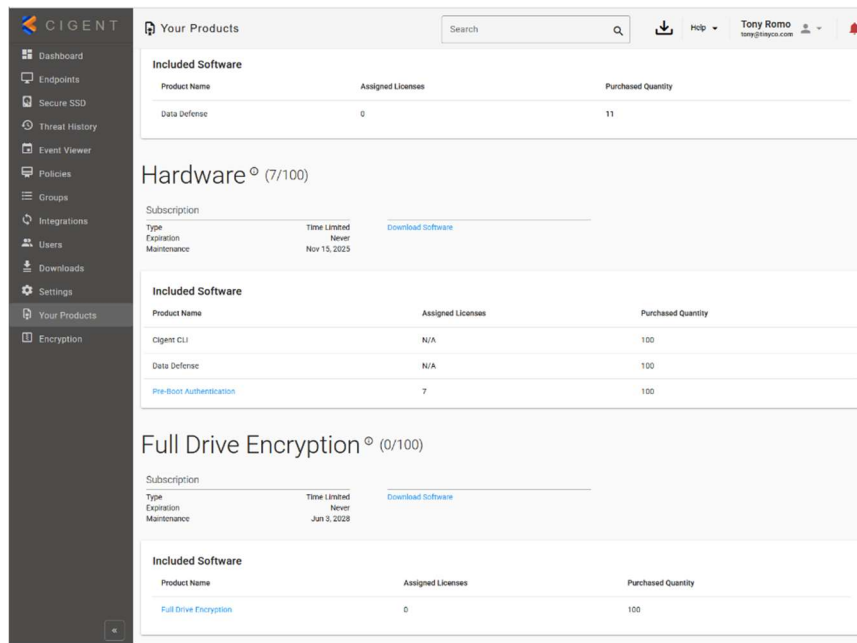 CIGENT
Your Products
Search
Help
Tony Romo
tony@tinyco.com
Dashboard
Endpoints
Secure SSD
Threat History
Event Viewer
Policies
Groups
Integrations
Users
Downloads
Settings
Your Products
Encryption
«
Included Software
Product Name Assigned Licenses Purchased Quantity
Data Defense 0 11
Hardware (7/100)
Subscription
Type Time Limited Download Software
Expiration Never
Maintenance Nov 15, 2025
Included Software
Product Name Assigned Licenses Purchased Quantity
Cigent CLI N/A 100
Data Defense N/A 100
Pre-Boot Authentication 7 100
Full Drive Encryption (0/100)
Subscription
Type Time Limited Download Software
Expiration Never
Maintenance Jun 3, 2028
Included Software
Product Name Assigned Licenses Purchased Quantity
Full Drive Encryption 0 100